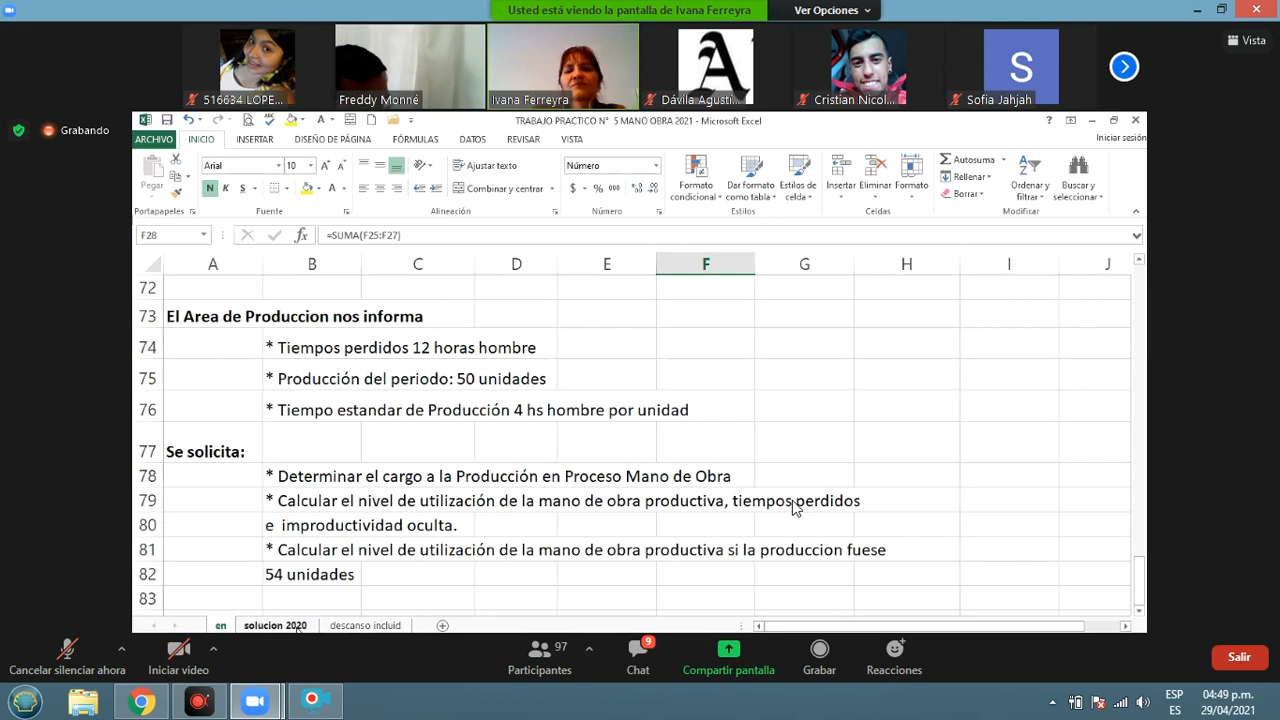 Usted está viendo la pantalla de Ivana Ferreyra
Ver Opciones
Vista
516634 LOPE...
Freddy Monné
Ivana Ferreyra
A
Dávila Agusti...
Cristian Nicol...
S
Sofia Jahjah
Grabando
TRABAJO PRACTICO N° 5 MANO OBRA 2021 - Microsoft Excel
ARCHIVO INICIO INSERTAR DISEÑO DE PÁGINA FÓRMULAS DATOS REVISAR VISTA
Iniciar sesión
Pegar
Arial 10
N K S
Ajustar texto
Combinar y centrar
Número
$ % 000
Formato condicional
Dar formato como tabla
Estilos de celda
Insertar
Eliminar
Formato
Autosuma
Rellenar
Borrar
Ordenar y filtrar
Buscar y seleccionar
Portapapeles Fuente Alineación Número Estilos Celdas Modificar
F28 fx =SUMA(F25:F27)
A B C D E F G H I J
72
73 El Area de Produccion nos informa
74 * Tiempos perdidos 12 horas hombre
75 * Producción del periodo: 50 unidades
76 * Tiempo estandar de Producción 4 hs hombre por unidad
77 Se solicita:
78 * Determinar el cargo a la Producción en Proceso Mano de Obra
79 * Calcular el nivel de utilización de la mano de obra productiva, tiempos perdidos
80 e improductividad oculta.
81 * Calcular el nivel de utilización de la mano de obra productiva si la produccion fuese
82 54 unidades
83
en solucion 2020 descanso incluid
Cancelar silenciar ahora
Iniciar video
97
Participantes
9
Chat
Compartir pantalla
Grabar
Reacciones
Salir
ESP
ES
04:49 p.m.
29/04/2021